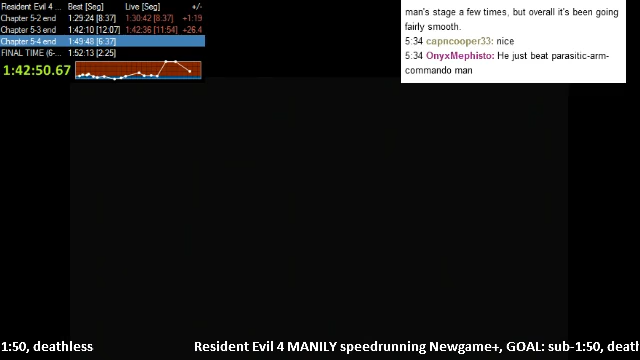 Resident Evil 4 ... Best [Seg] Live [Seg] +/-
Chapter 5-2 end 1:29:24 [8:37] 1:30:42 [8:37] +1:19
Chapter 5-3 end 1:42:10 [12:07] 1:42:36 [11:54] +26.4
Chapter 5-4 end 1:49:48 [6:37]
FINAL TIME (6-... 1:52:13 [2:25]
1:42:50.67
man's stage a few times, but overall it's been going
fairly smooth.
5:34 capncooper33: nice
5:34 OnyxMephisto: He just beat parasitic-arm-
commando man
1:50, deathless Resident Evil 4 MANILY speedrunning Newgame+, GOAL: sub-1:50, death